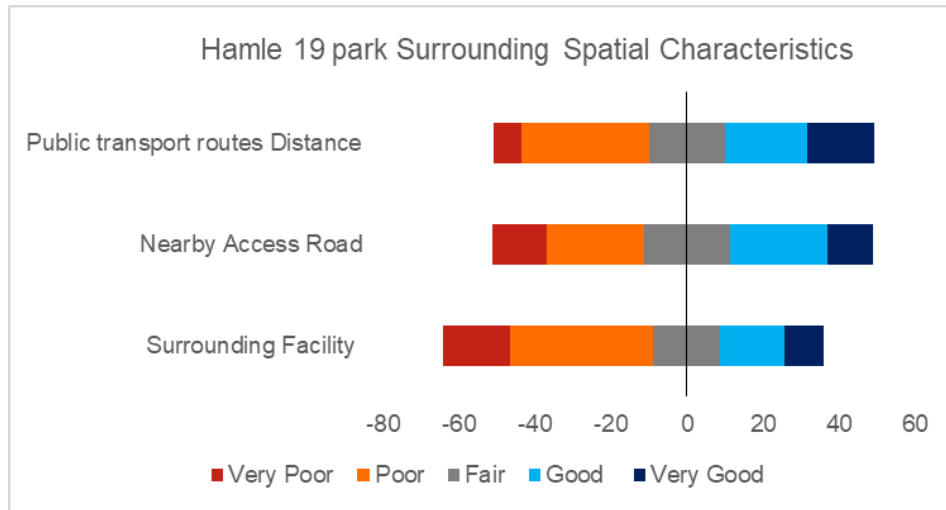 Hamle 19 park Surrounding Spatial Characteristics
Public transport routes Distance
Nearby Access Road
Surrounding Facility
-80 -60 -40 -20 0 20 40 60
Very Poor Poor Fair Good Very Good